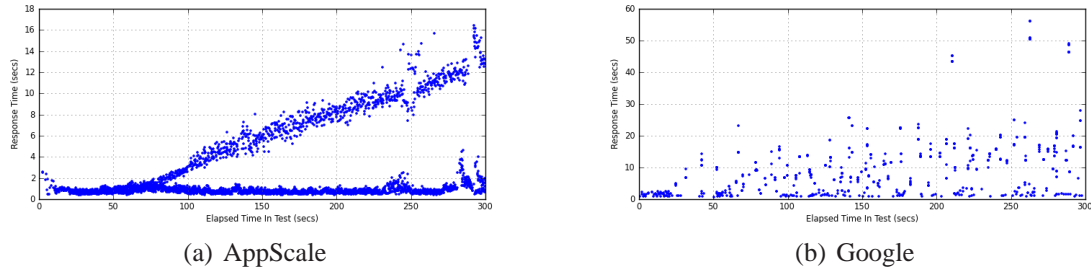 18
16
14
12
10
8
6
4
2
0
Response Time (secs)
0 50 100 150 200 250 300
Elapsed Time In Test (secs)
(a) AppScale
60
50
40
30
20
10
0
Response Time (secs)
0 50 100 150 200 250 300
Elapsed Time In Test (secs)
(b) Google